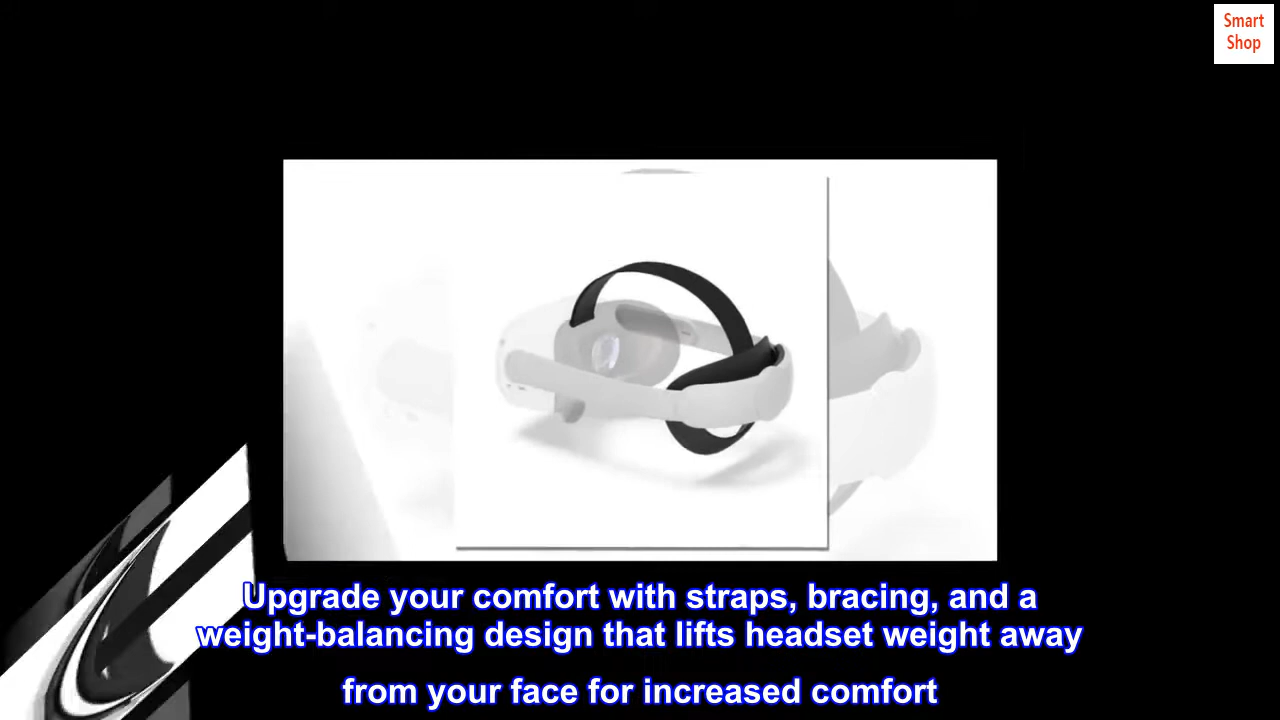 Smart
Shop
Upgrade your comfort with straps, bracing, and a
weight-balancing design that lifts headset weight away
from your face for increased comfort